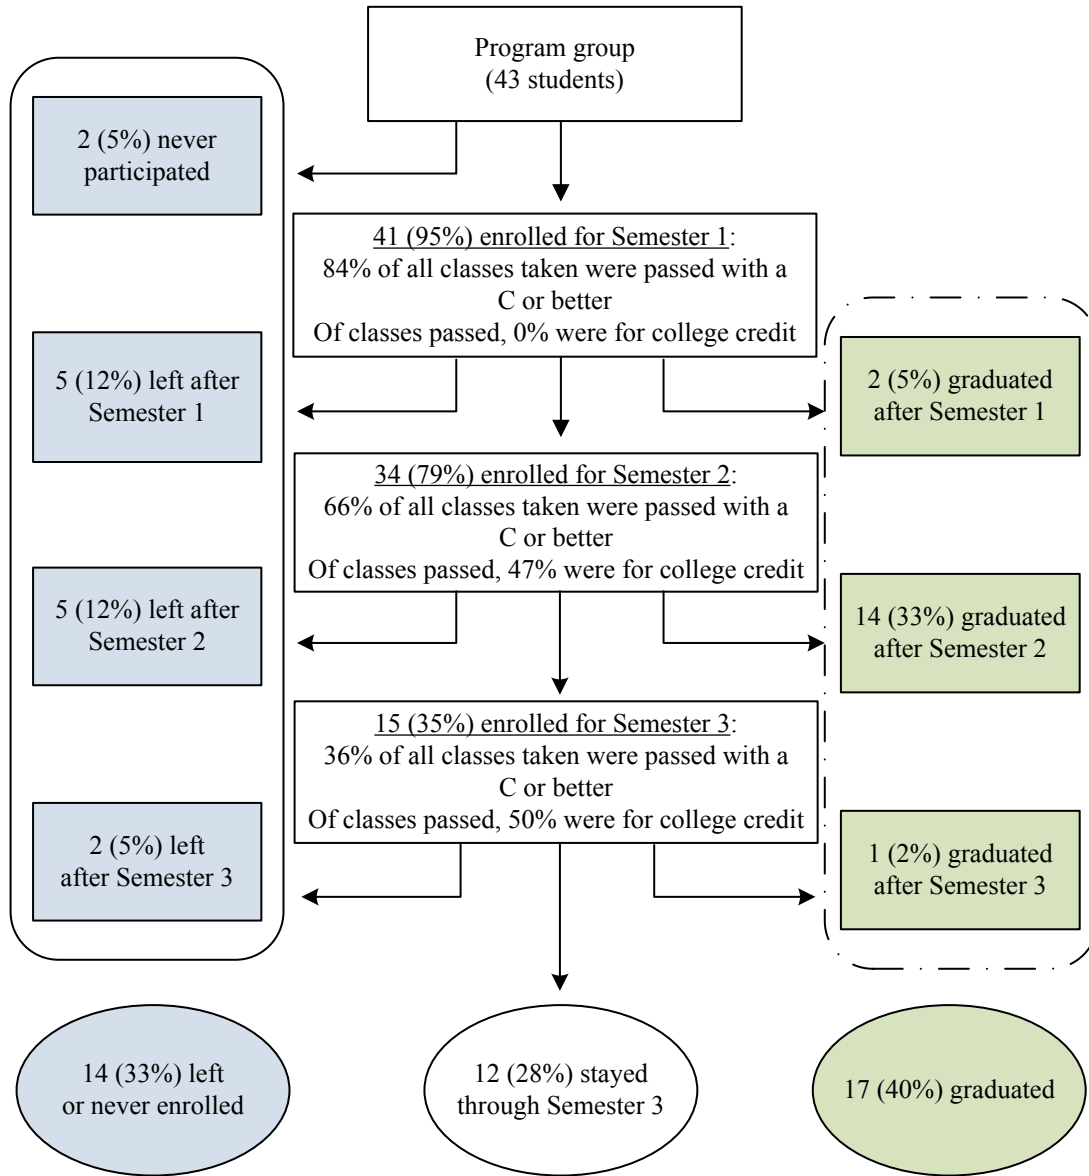 Program group
(43 students)
2 (5%) never
participated
41 (95%) enrolled for Semester 1:
84% of all classes taken were passed with a
C or better
Of classes passed, 0% were for college credit
5 (12%) left after
Semester 1
2 (5%) graduated
after Semester 1
34 (79%) enrolled for Semester 2:
66% of all classes taken were passed with a
C or better
Of classes passed, 47% were for college credit
5 (12%) left after
Semester 2
14 (33%) graduated
after Semester 2
15 (35%) enrolled for Semester 3:
36% of all classes taken were passed with a
C or better
Of classes passed, 50% were for college credit
2 (5%) left
after Semester 3
1 (2%) graduated
after Semester 3
14 (33%) left
or never enrolled
12 (28%) stayed
through Semester 3
17 (40%) graduated